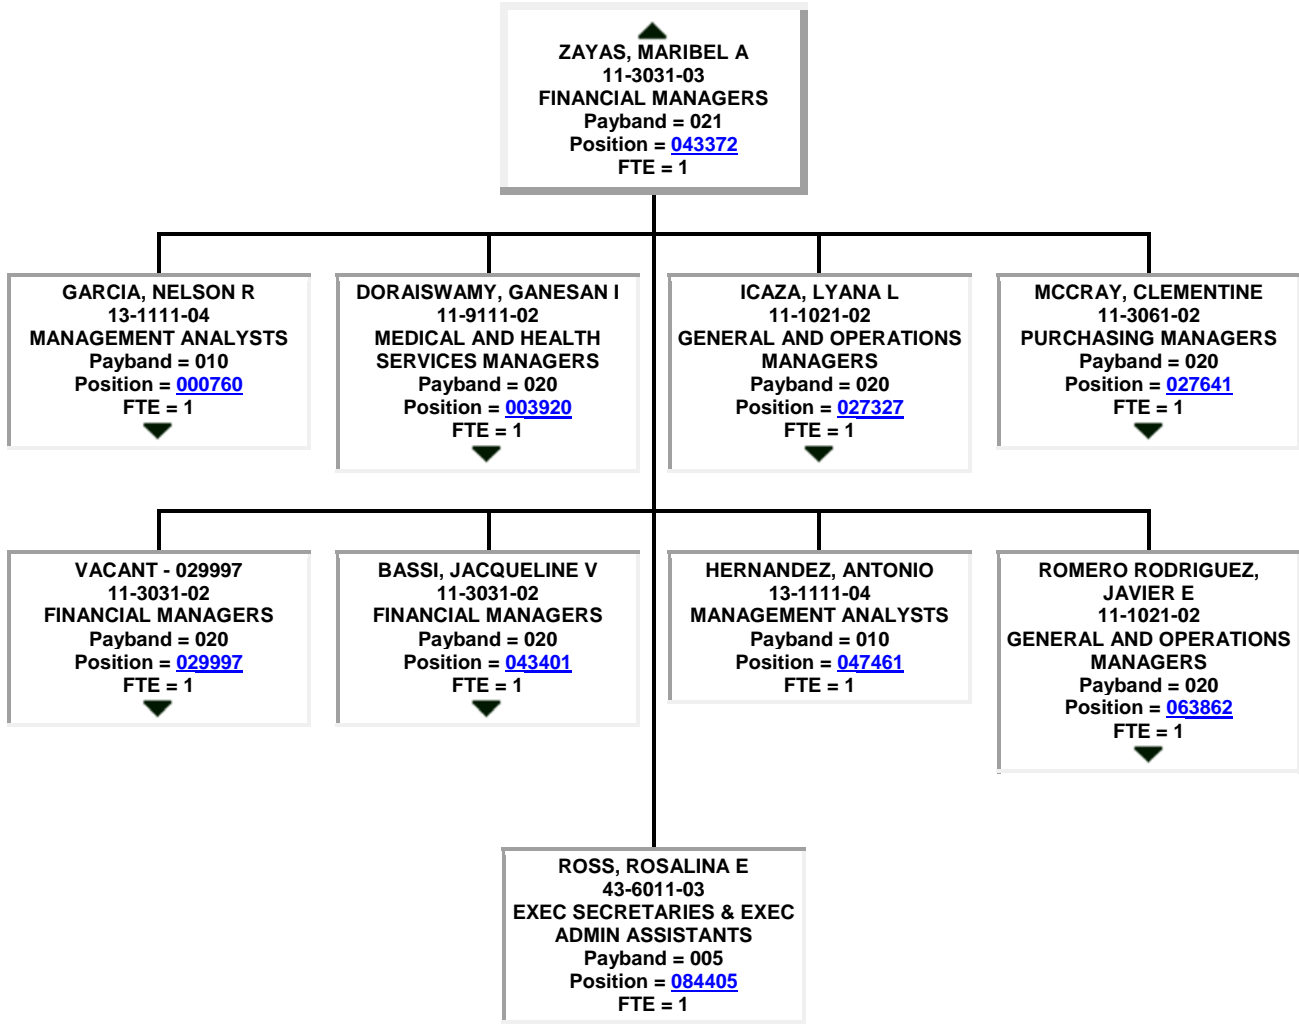 ZAYAS, MARIBEL A
11-3031-03
FINANCIAL MANAGERS
Payband = 021
Position = 043372
FTE = 1
GARCIA, NELSON R
13-1111-04
MANAGEMENT ANALYSTS
Payband = 010
Position = 000760
FTE = 1
DORAISWAMY, GANESAN I
11-9111-02
MEDICAL AND HEALTH
SERVICES MANAGERS
Payband = 020
Position = 003920
FTE = 1
ICAZA, LYANA L
11-1021-02
GENERAL AND OPERATIONS
MANAGERS
Payband = 020
Position = 027327
FTE = 1
MCCRAY, CLEMENTINE
11-3061-02
PURCHASING MANAGERS
Payband = 020
Position = 027641
FTE = 1
VACANT - 029997
11-3031-02
FINANCIAL MANAGERS
Payband = 020
Position = 029997
FTE = 1
BASSI, JACQUELINE V
11-3031-02
FINANCIAL MANAGERS
Payband = 020
Position = 043401
FTE = 1
HERNANDEZ, ANTONIO
13-1111-04
MANAGEMENT ANALYSTS
Payband = 010
Position = 047461
FTE = 1
ROMERO RODRIGUEZ,
JAVIER E
11-1021-02
GENERAL AND OPERATIONS
MANAGERS
Payband = 020
Position = 063862
FTE = 1
ROSS, ROSALINA E
43-6011-03
EXEC SECRETARIES & EXEC
ADMIN ASSISTANTS
Payband = 005
Position = 084405
FTE = 1